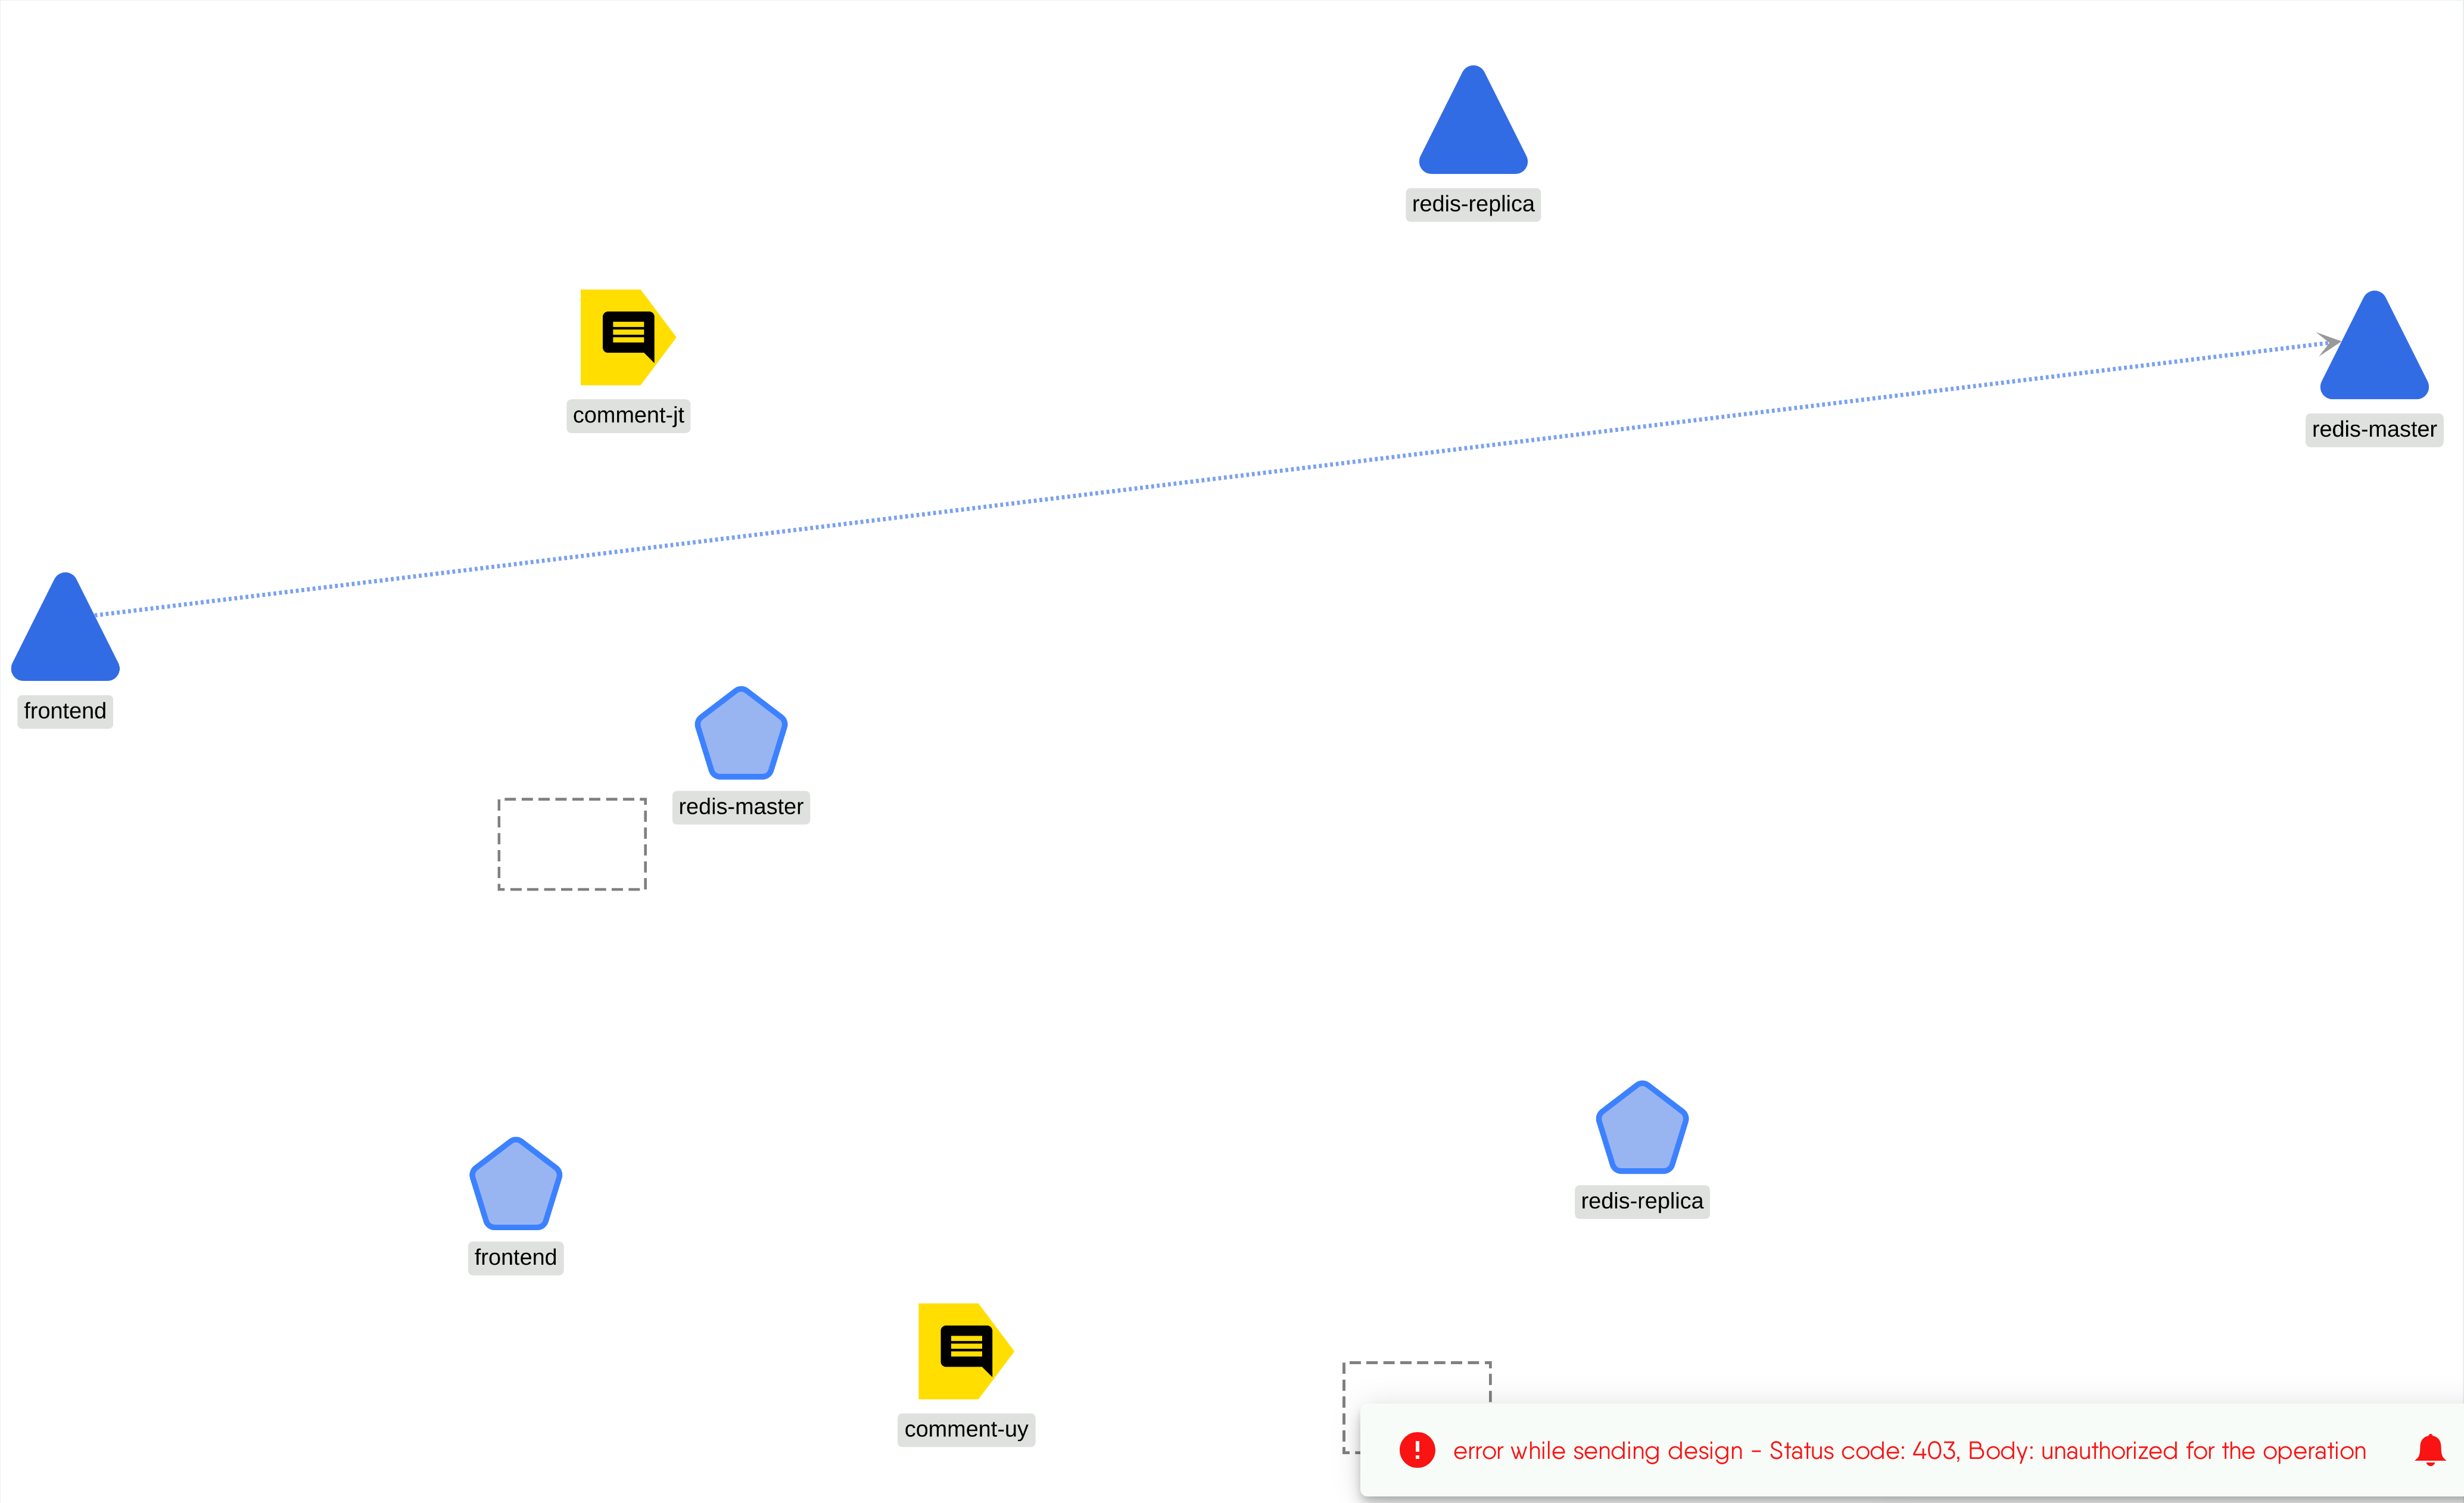 redis-replica
comment-jt
redis-master
frontend
redis-master
redis-replica
frontend
comment-uy
error while sending design - Status code: 403, Body: unauthorized for the operation